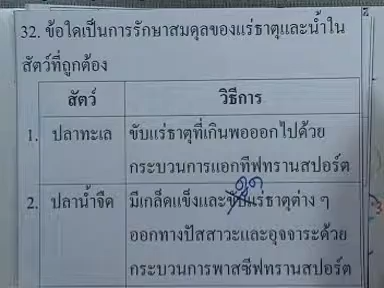 32. ข้อใดเป็นการรักษาสมดุลของแร่ธาตุและน้ำใน
สัตว์ที่ถูกต้อง
สัตว์ วิธีการ
1. ปลาทะเล ขับแร่ธาตุที่เกินพอออกไปด้วย
กระบวนการแอกทีฟทรานสปอร์ต
ดูด
2. ปลาน้ำจืด มีเกล็ดแข็งและขับแร่ธาตุต่าง ๆ
ออกทางปัสสาวะและอุจจาระด้วย
กระบวนการพาสซีฟทรานสปอร์ต